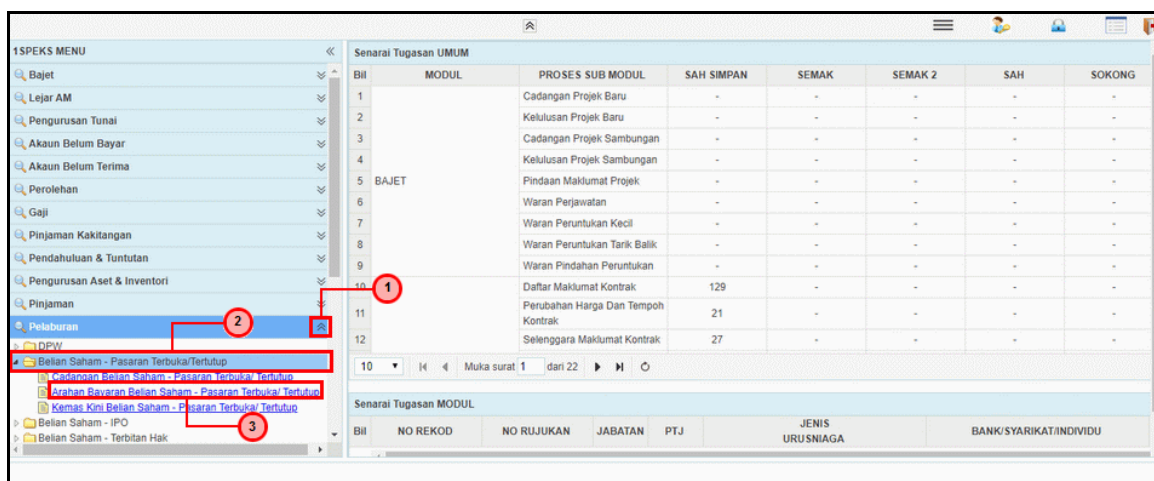 1SPEKS MENU
Bajet
Lejar AM
Pengurusan Tunai
Akaun Belum Bayar
Akaun Belum Terima
Perolehan
Gaji
Pinjaman Kakitangan
Pendahuluan & Tuntutan
Pengurusan Aset & Inventori
Pinjaman
Pelaburan
DPW
Belian Saham - Pasaran Terbuka/Tertutup
Cadangan Belian Saham - Pasaran Terbuka/ Tertutup
Arahan Bayaran Belian Saham - Pasaran Terbuka/ Tertutup
Kemas Kini Belian Saham - Pasaran Terbuka/ Tertutup
Belian Saham - IPO
Belian Saham - Terbitan Hak
1
2
3
Senarai Tugasan UMUM
Bil MODUL PROSES SUB MODUL SAH SIMPAN SEMAK SEMAK 2 SAH SOKONG
1 Cadangan Projek Baru - - - - -
2 Kelulusan Projek Baru - - - - -
3 Cadangan Projek Sambungan - - - - -
4 Kelulusan Projek Sambungan - - - - -
5 BAJET Pindaan Maklumat Projek - - - - -
6 Waran Perjawatan - - - - -
7 Waran Peruntukan Kecil - - - - -
8 Waran Peruntukan Tarik Balik - - - - -
9 Waran Pindahan Peruntukan - - - - -
10 Daftar Maklumat Kontrak 129 - - - -
11 Perubahan Harga Dan Tempoh Kontrak 21 - - - -
12 Selenggara Maklumat Kontrak 27 - - - -
10 Muka surat 1 dari 22
Senarai Tugasan MODUL
Bil NO REKOD NO RUJUKAN JABATAN PTJ JENIS URUSNIAGA BANK/SYARIKAT/INDIVIDU